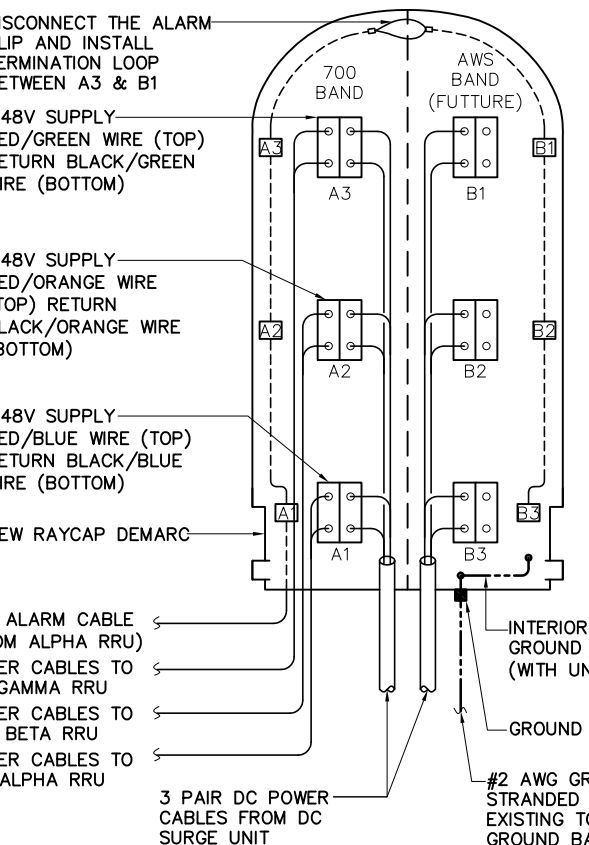 ISCONNECT THE ALARM
LIP AND INSTALL
ERMINATION LOOP
ETWEEN A3 & B1
700
BAND
AWS
BAND
(FUTTURE)
48V SUPPLY
ED/GREEN WIRE (TOP)
ETURN BLACK/GREEN
IRE (BOTTOM)
A3
B1
A3
B1
48V SUPPLY
ED/ORANGE WIRE
TOP) RETURN
LACK/ORANGE WIRE
BOTTOM)
A2
B2
A2
B2
48V SUPPLY
ED/BLUE WIRE (TOP)
ETURN BLACK/BLUE
IRE (BOTTOM)
A1
B3
A1
B3
EW RAYCAP DEMARC
ALARM CABLE
OM ALPHA RRU)
ER CABLES TO
GAMMA RRU
ER CABLES TO
BETA RRU
ER CABLES TO
ALPHA RRU
INTERIOR
GROUND
(WITH UN
GROUND
3 PAIR DC POWER
CABLES FROM DC
SURGE UNIT
#2 AWG GR
STRANDED
EXISTING TO
GROUND BA